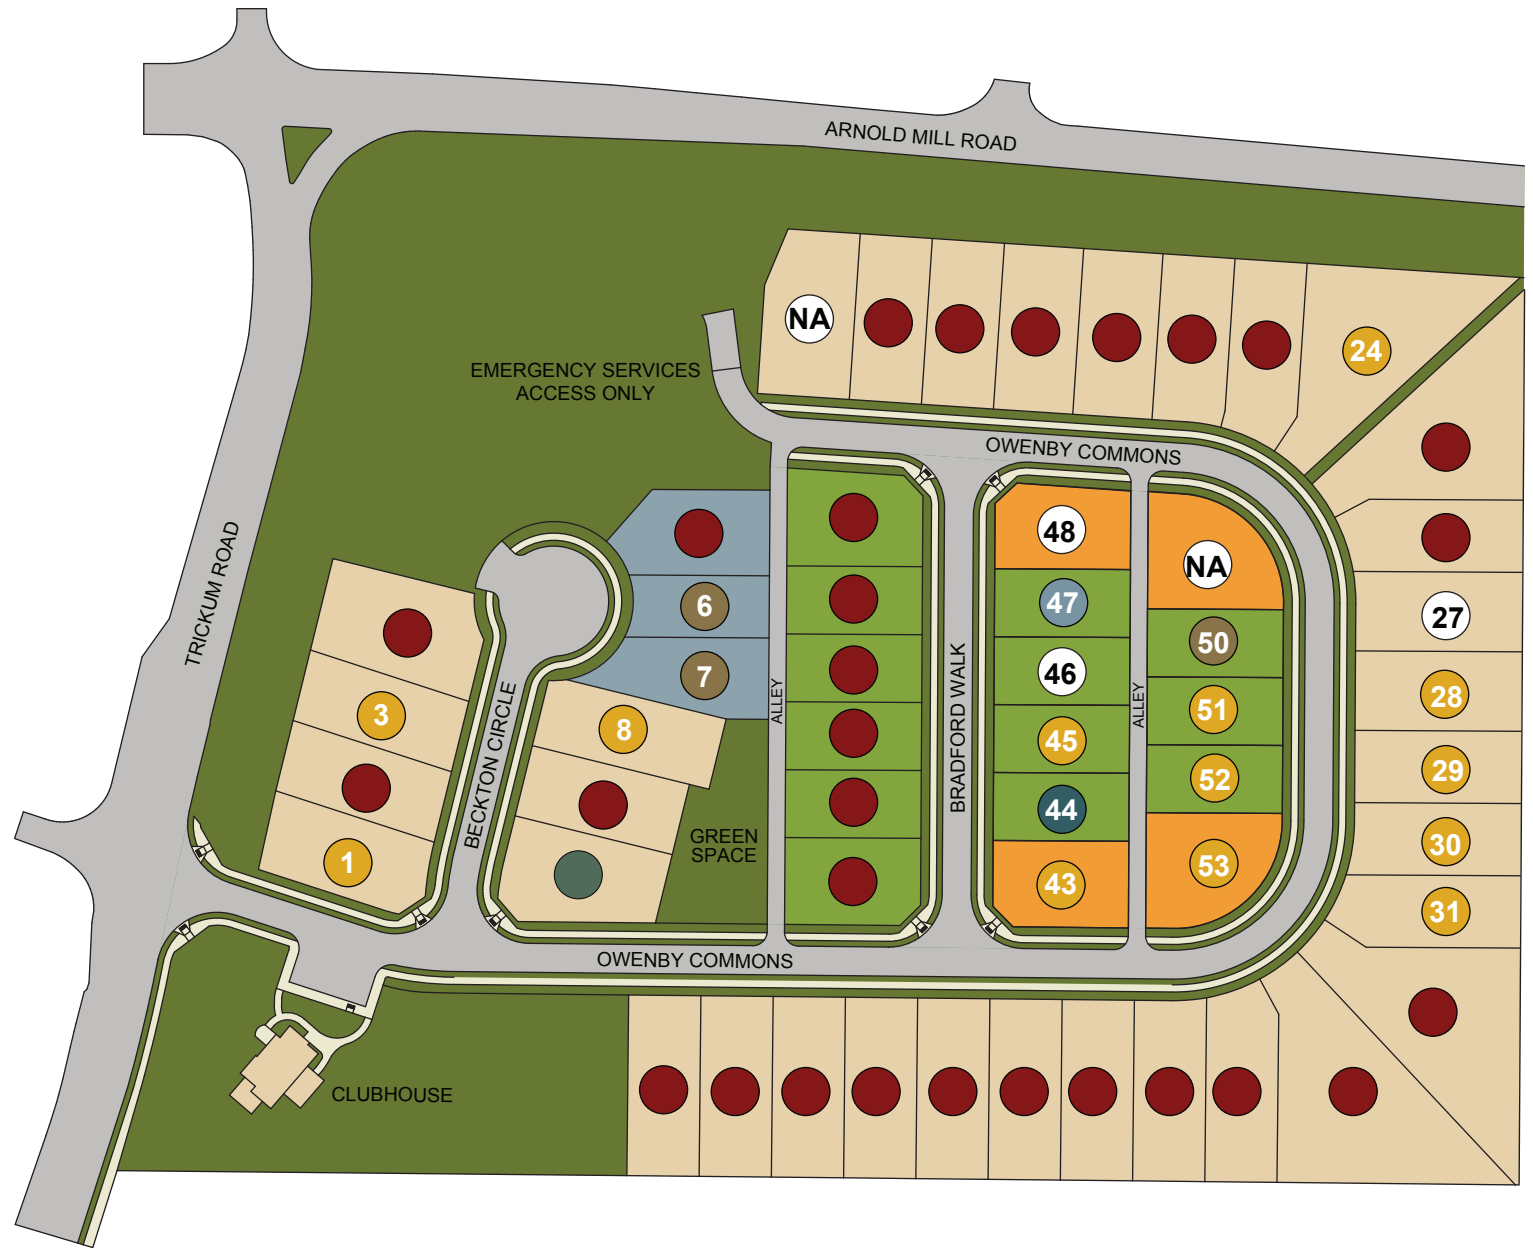 ARNOLD MILL ROAD
NA
24
EMERGENCY SERVICES
ACCESS ONLY
OWENBY COMMONS
TRICKUM ROAD
48
NA
47
6
27
50
46
7
28
3
8
ALLEY
ALLEY
51
45
BECKTON CIRCLE
BRADFORD WALK
29
52
44
GREEN
SPACE
30
1
53
43
31
OWENBY COMMONS
CLUBHOUSE